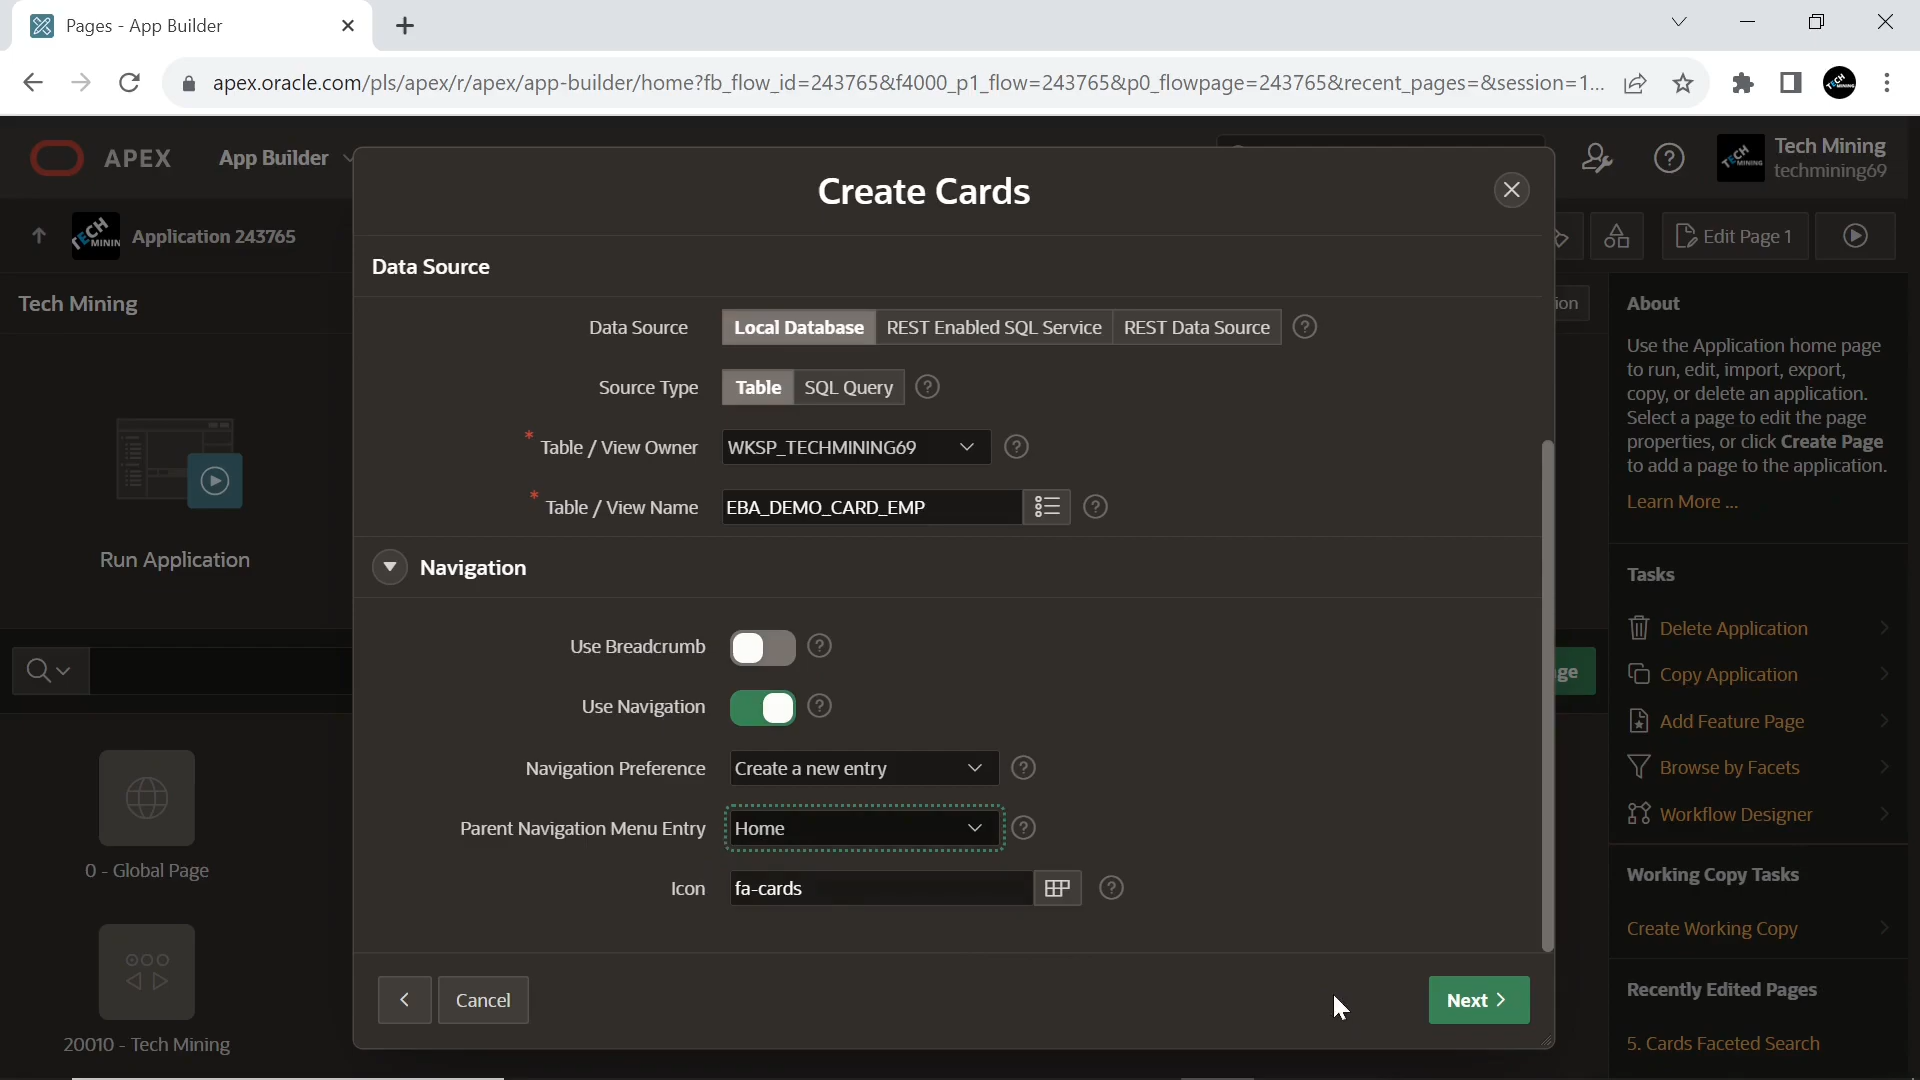 Pages - App Builder
apex.oracle.com/pls/apex/r/apex/app-builder/home?fb_flow_id=243765&f4000_p1_flow=243765&p0_flowpage=243765&recent_pages=&session=1...
APEX
App Builder
Tech Mining
techmining69
TECH MINING
Application 243765
Edit Page 1
Create Cards
Tech Mining
Run Application
0 - Global Page
20010 - Tech Mining
Data Source
Data Source
Local Database
REST Enabled SQL Service
REST Data Source
Source Type
Table
SQL Query
* Table / View Owner
WKSP_TECHMINING69
* Table / View Name
EBA_DEMO_CARD_EMP
Navigation
Use Breadcrumb
Use Navigation
Navigation Preference
Create a new entry
Parent Navigation Menu Entry
Home
Icon
fa-cards
Cancel
Next
ion
ge
About
Use the Application home page
to run, edit, import, export,
copy, or delete an application.
Select a page to edit the page
properties, or click Create Page
to add a page to the application.
Learn More ...
Tasks
Delete Application
Copy Application
Add Feature Page
Browse by Facets
Workflow Designer
Working Copy Tasks
Create Working Copy
Recently Edited Pages
5. Cards Faceted Search